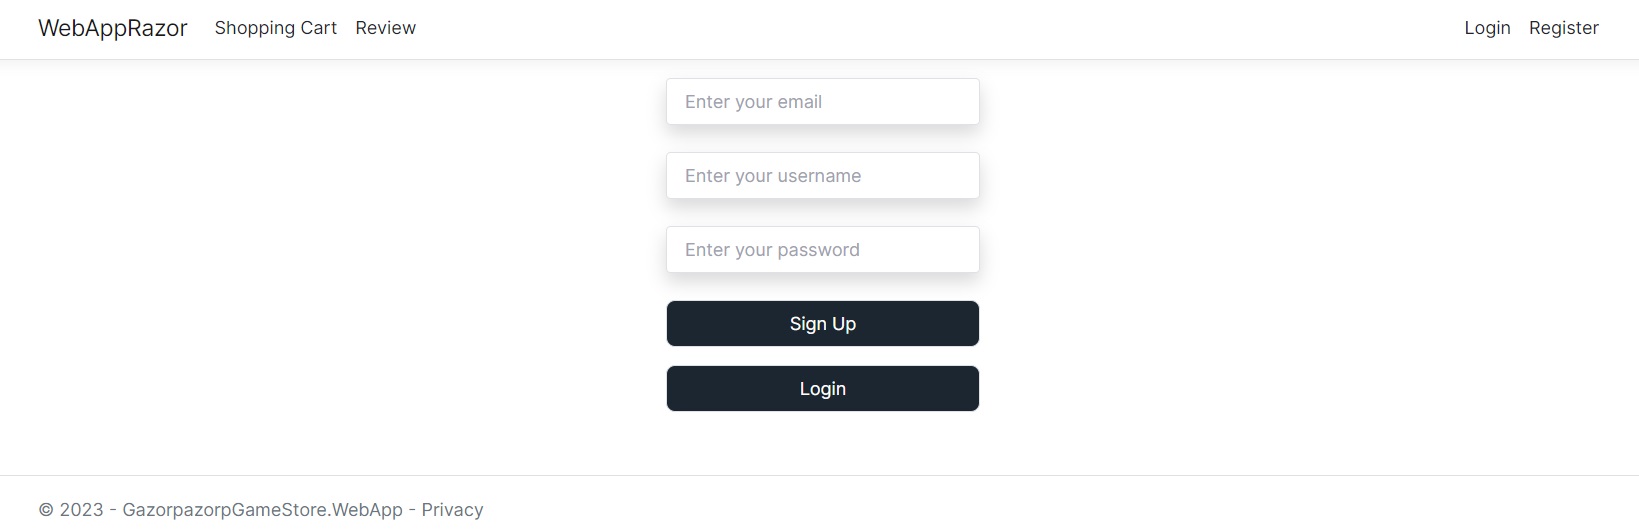 WebAppRazor Shopping Cart Review Login Register
Enter your email
Enter your username
Enter your password
Sign Up
Login
© 2023 - GazorpazorpGameStore.WebApp - Privacy